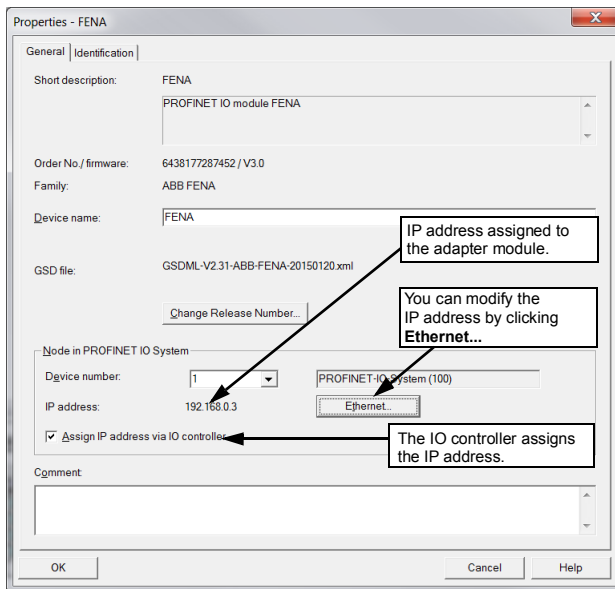 Properties - FENA
X
General Identification
Short description: FENA
PROFINET IO module FENA
Order No./ firmware: 6438177287452 / V3.0
Family: ABB FENA
Device name: FENA
IP address assigned to
the adapter module.
GSD file: GSDML-V2.31-ABB-FENA-20150120.xml
You can modify the
IP address by clicking
Ethernet...
Change Release Number...
Node in PROFINET IO System
Device number: 1 PROFINET-IO-System (100)
IP address: 192.168.0.3 Ethernet...
Assign IP address via IO controller
The IO controller assigns
the IP address.
Comment:
OK Cancel Help